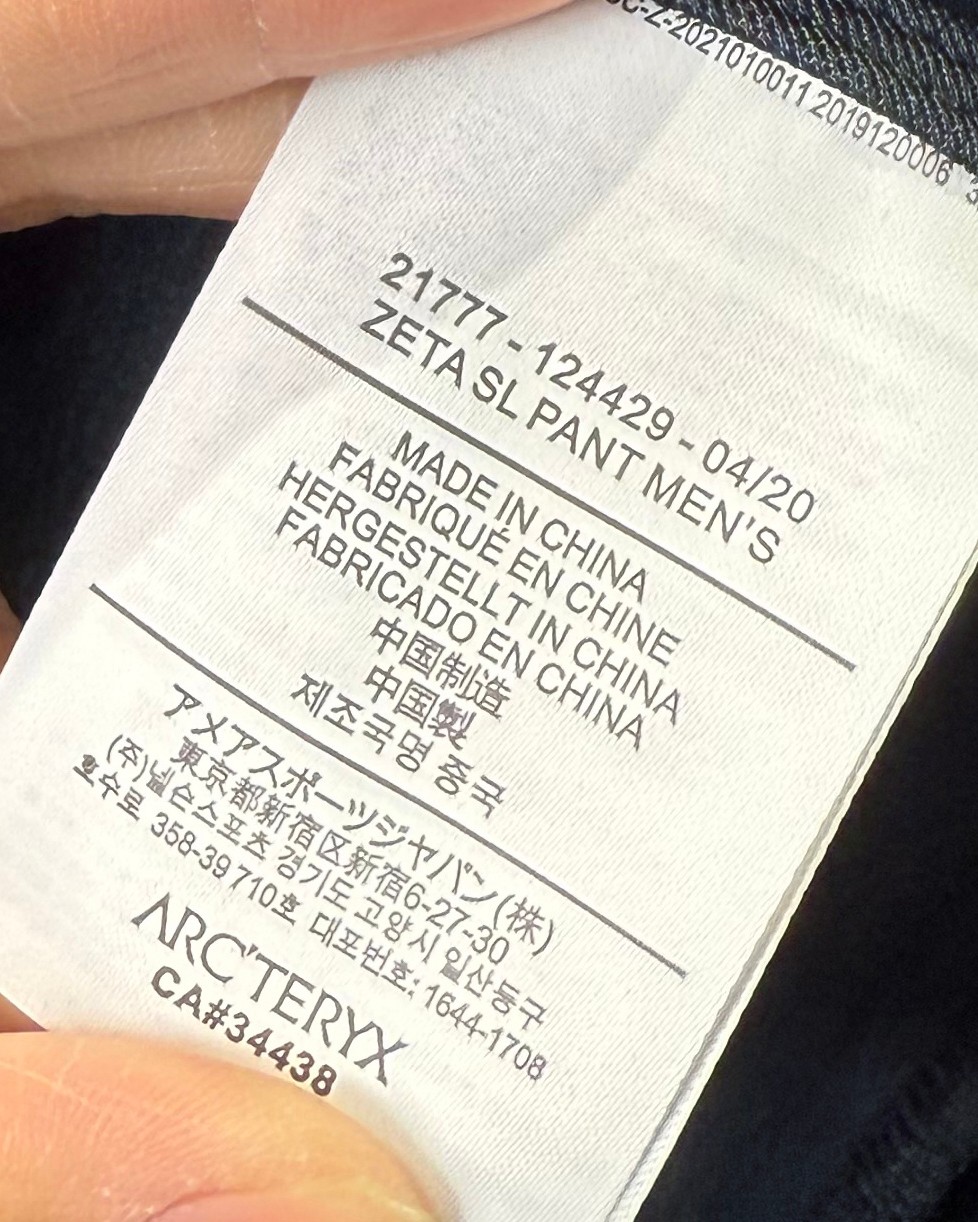 C-Z-2021010011 2019120006
21777 - 124429 - 04/20
ZETA SL PANT MEN'S
MADE IN CHINA
FABRIQUÉ EN CHINE
HERGESTELLT IN CHINA
FABRICADO EN CHINA
中国制造
中国製
제조국명 중국
アメアスポーツジャパン(株)
東京都新宿区新宿6-27-30
(주)넬슨스포츠 경기도 고양시 일산동구
호수로 358-39 710호 대표번호: 1644-1708
ARC'TERYX
CA#34438